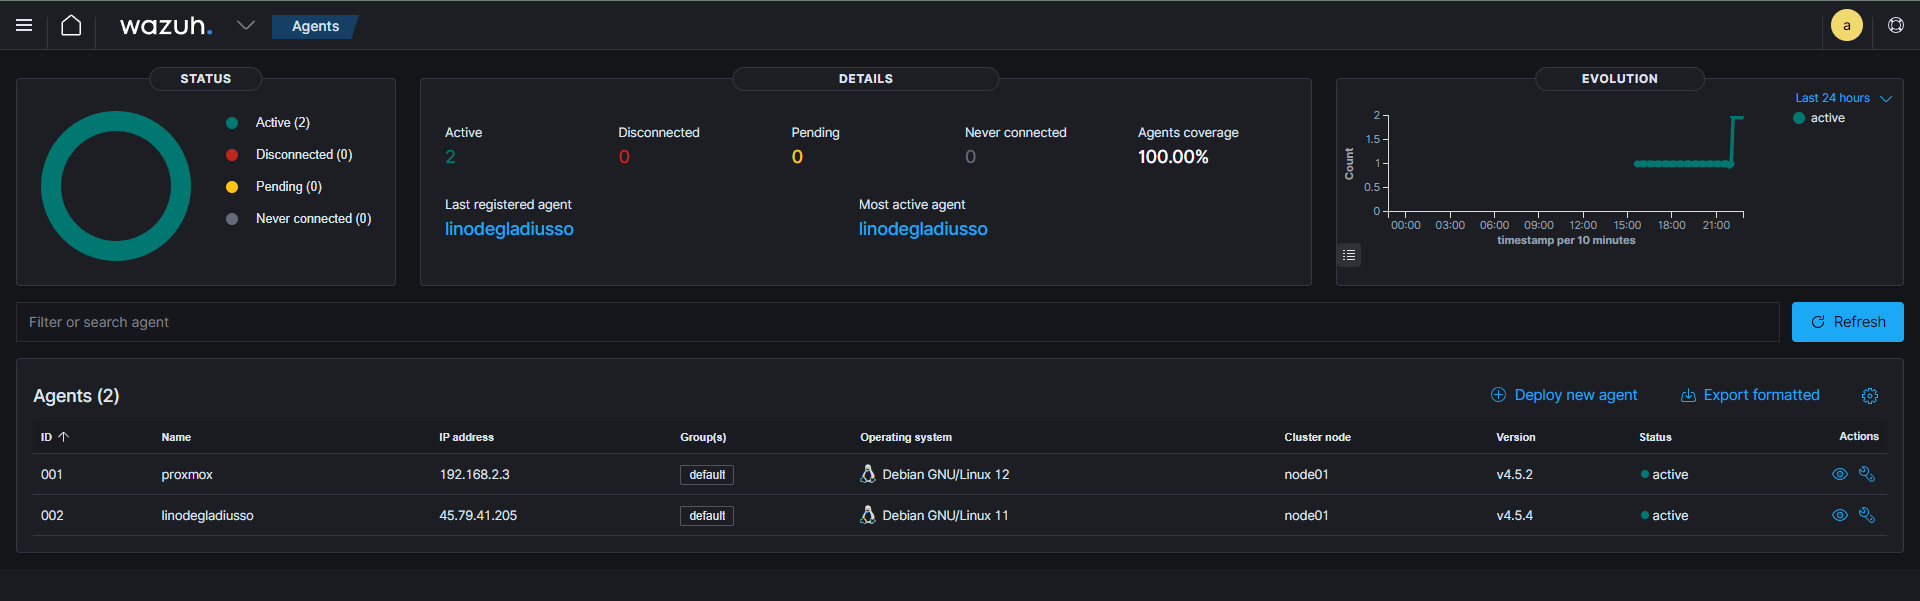 wazuh. Agents a
STATUS
Active (2)
Disconnected (0)
Pending (0)
Never connected (0)
DETAILS
Active Disconnected Pending Never connected Agents coverage
2 0 0 0 100.00%
Last registered agent Most active agent
linodegladiusso linodegladiusso
EVOLUTION
Last 24 hours
active
Count
2
1.5
1
0.5
0
00:00 03:00 06:00 09:00 12:00 15:00 18:00 21:00
timestamp per 10 minutes
Filter or search agent Refresh
Agents (2) Deploy new agent Export formatted
ID Name IP address Group(s) Operating system Cluster node Version Status Actions
001 proxmox 192.168.2.3 default Debian GNU/Linux 12 node01 v4.5.2 active
002 linodegladiusso 45.79.41.205 default Debian GNU/Linux 11 node01 v4.5.4 active